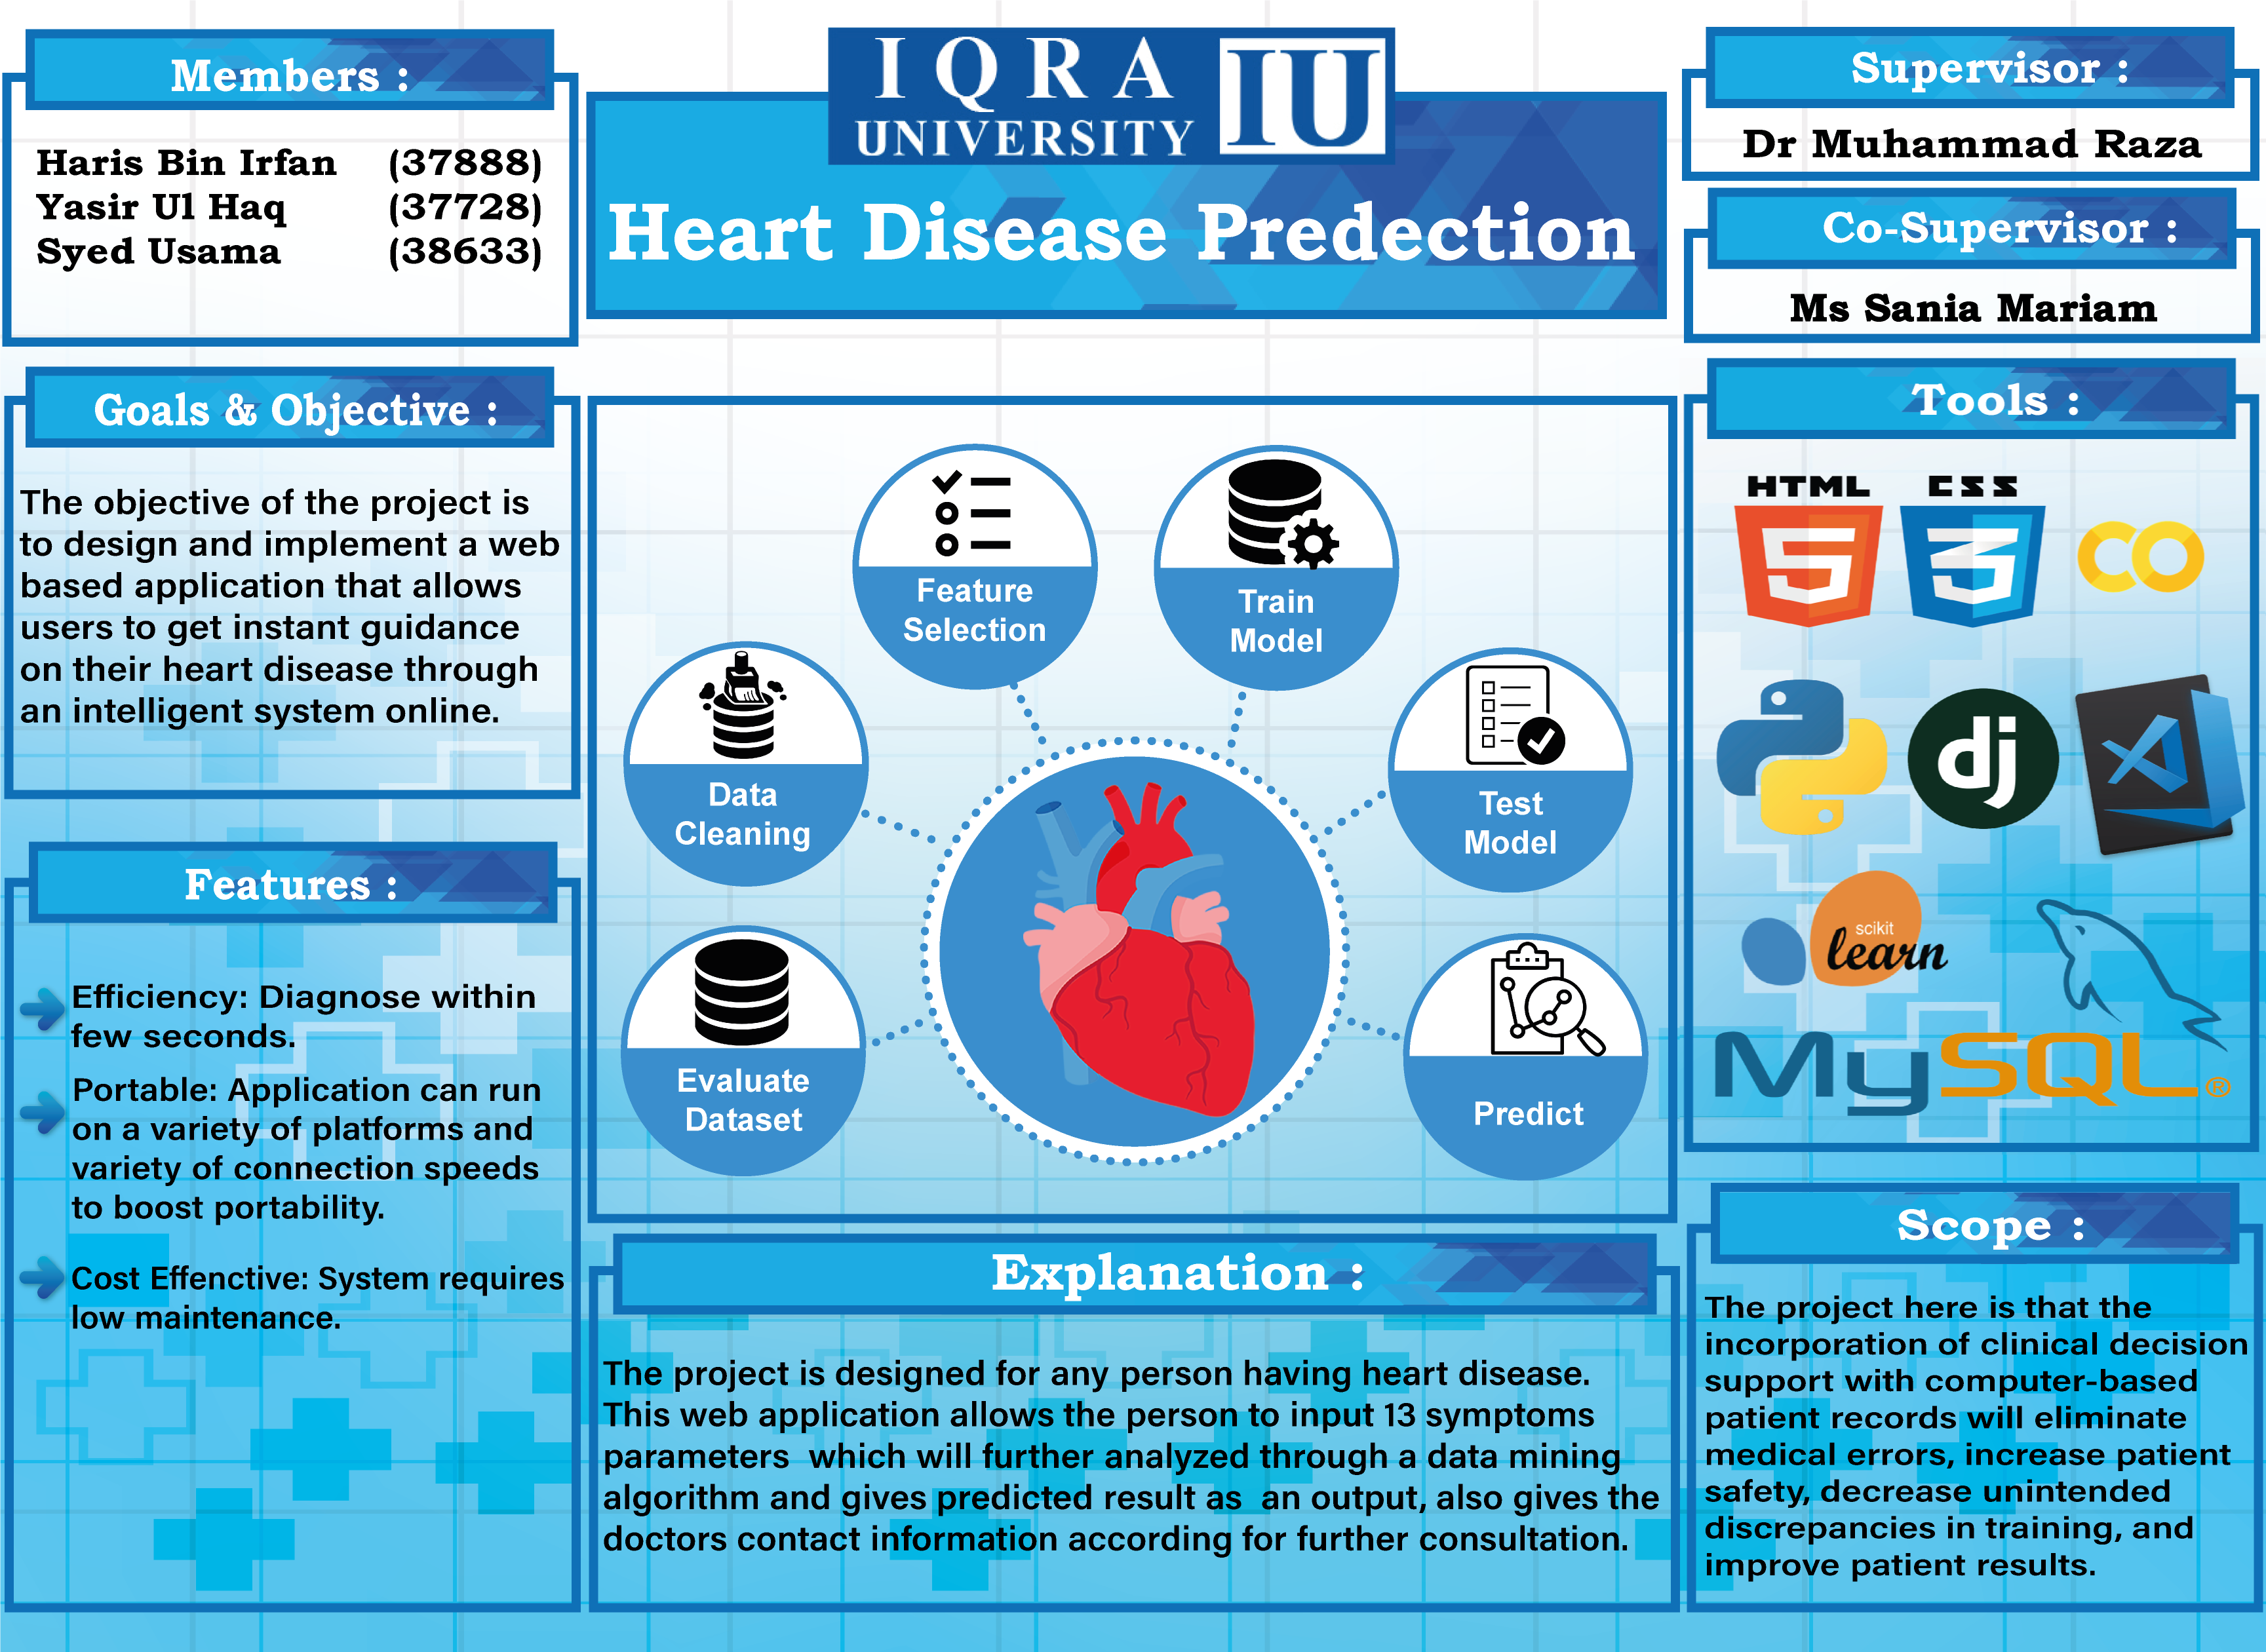 Members :
Haris Bin Irfan (37888)
Yasir Ul Haq (37728)
Syed Usama (38633)
IQRA
UNIVERSITY
IU
Heart Disease Predection
Supervisor :
Dr Muhammad Raza
Co-Supervisor :
Ms Sania Mariam
Goals & Objective :
The objective of the project is
to design and implement a web
based application that allows
users to get instant guidance
on their heart disease through
an intelligent system online.
Features :
Efficiency: Diagnose within
few seconds.
Portable: Application can run
on a variety of platforms and
variety of connection speeds
to boost portability.
Cost Effenctive: System requires
low maintenance.
Feature
Selection
Train
Model
Data
Cleaning
Test
Model
Evaluate
Dataset
Predict
Explanation :
The project is designed for any person having heart disease.
This web application allows the person to input 13 symptoms
parameters  which will further analyzed through a data mining
algorithm and gives predicted result as  an output, also gives the
doctors contact information according for further consultation.
Tools :
HTML
5
CSS
3
CO
dj
scikit
learn
MySQL®
Scope :
The project here is that the
incorporation of clinical decision
support with computer-based
patient records will eliminate
medical errors, increase patient
safety, decrease unintended
discrepancies in training, and
improve patient results.